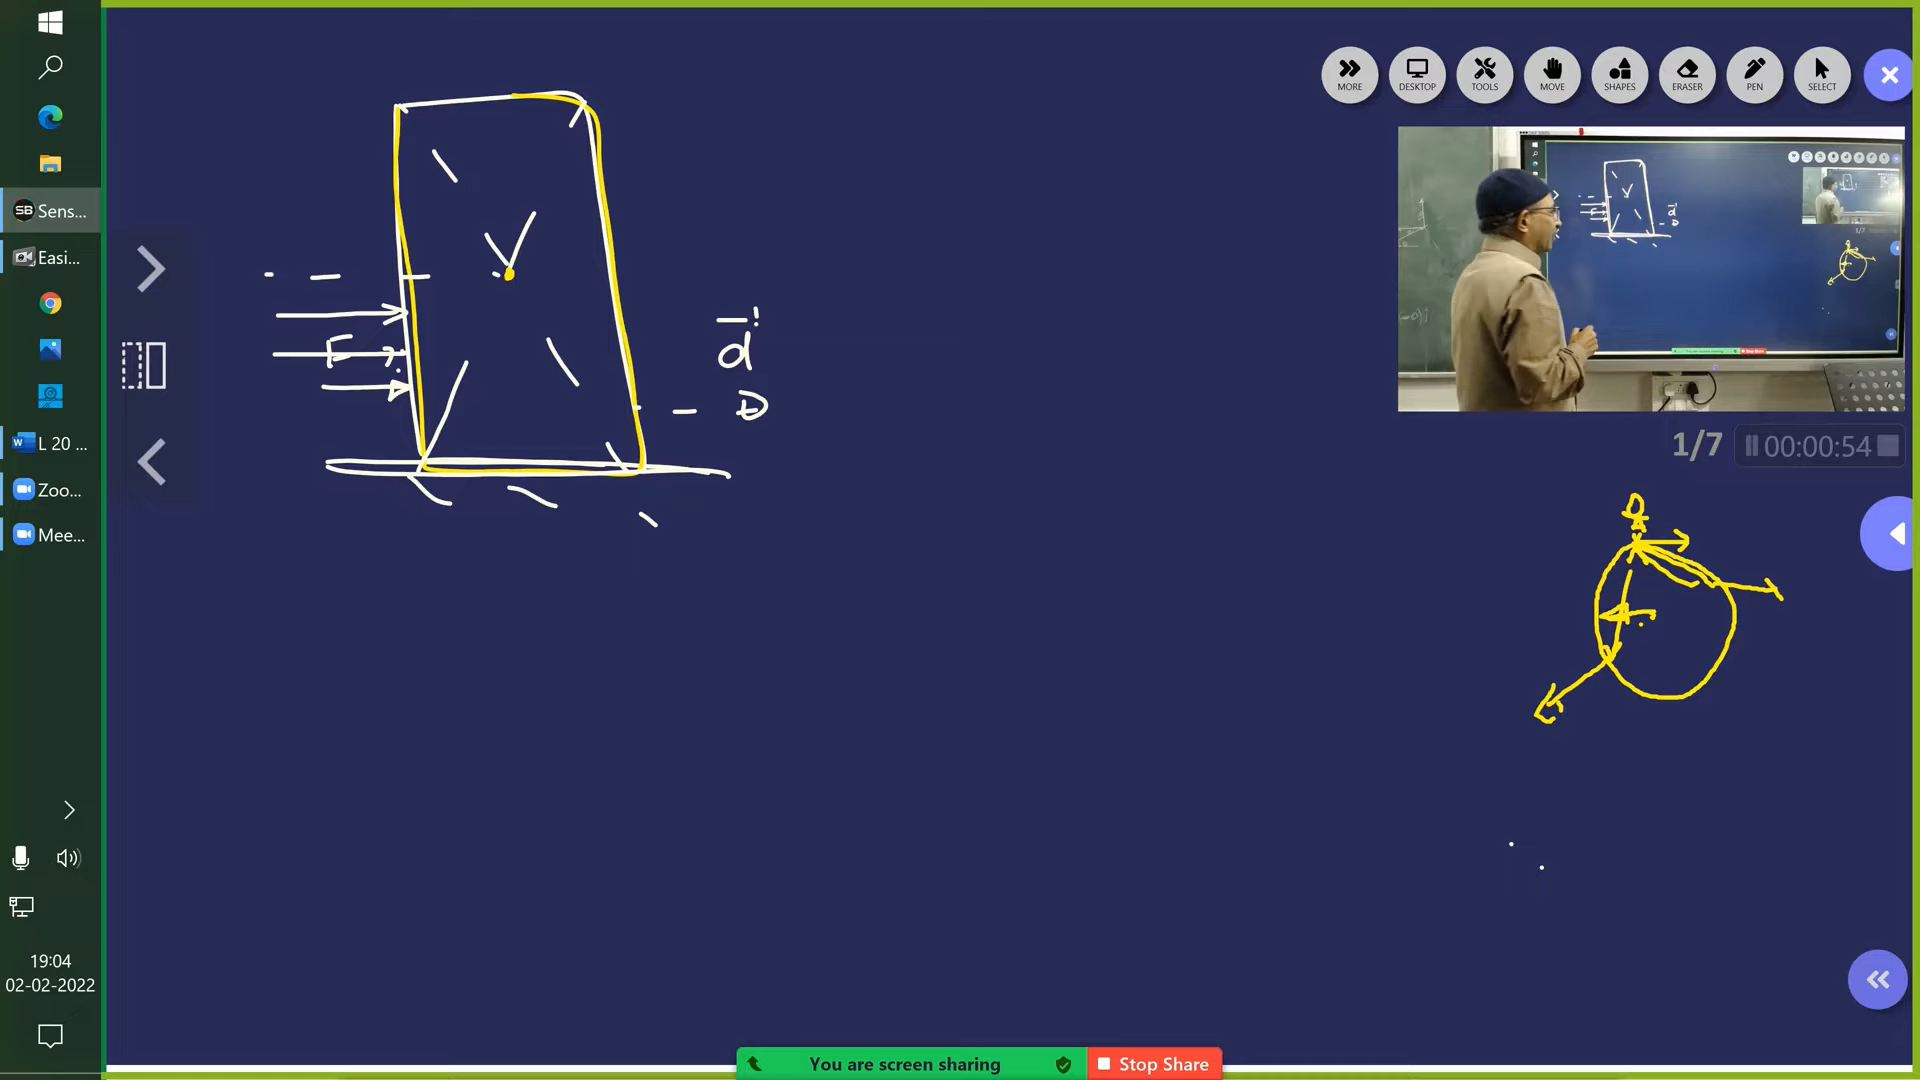 MORE DESKTOP TOOLS MOVE SHAPES ERASER PEN SELECT
Sens...
Easi...
L 20 ...
Zoo...
Mee...
V
F
d
D
1/7 00:00:54
19:04
02-02-2022
You are screen sharing Stop Share